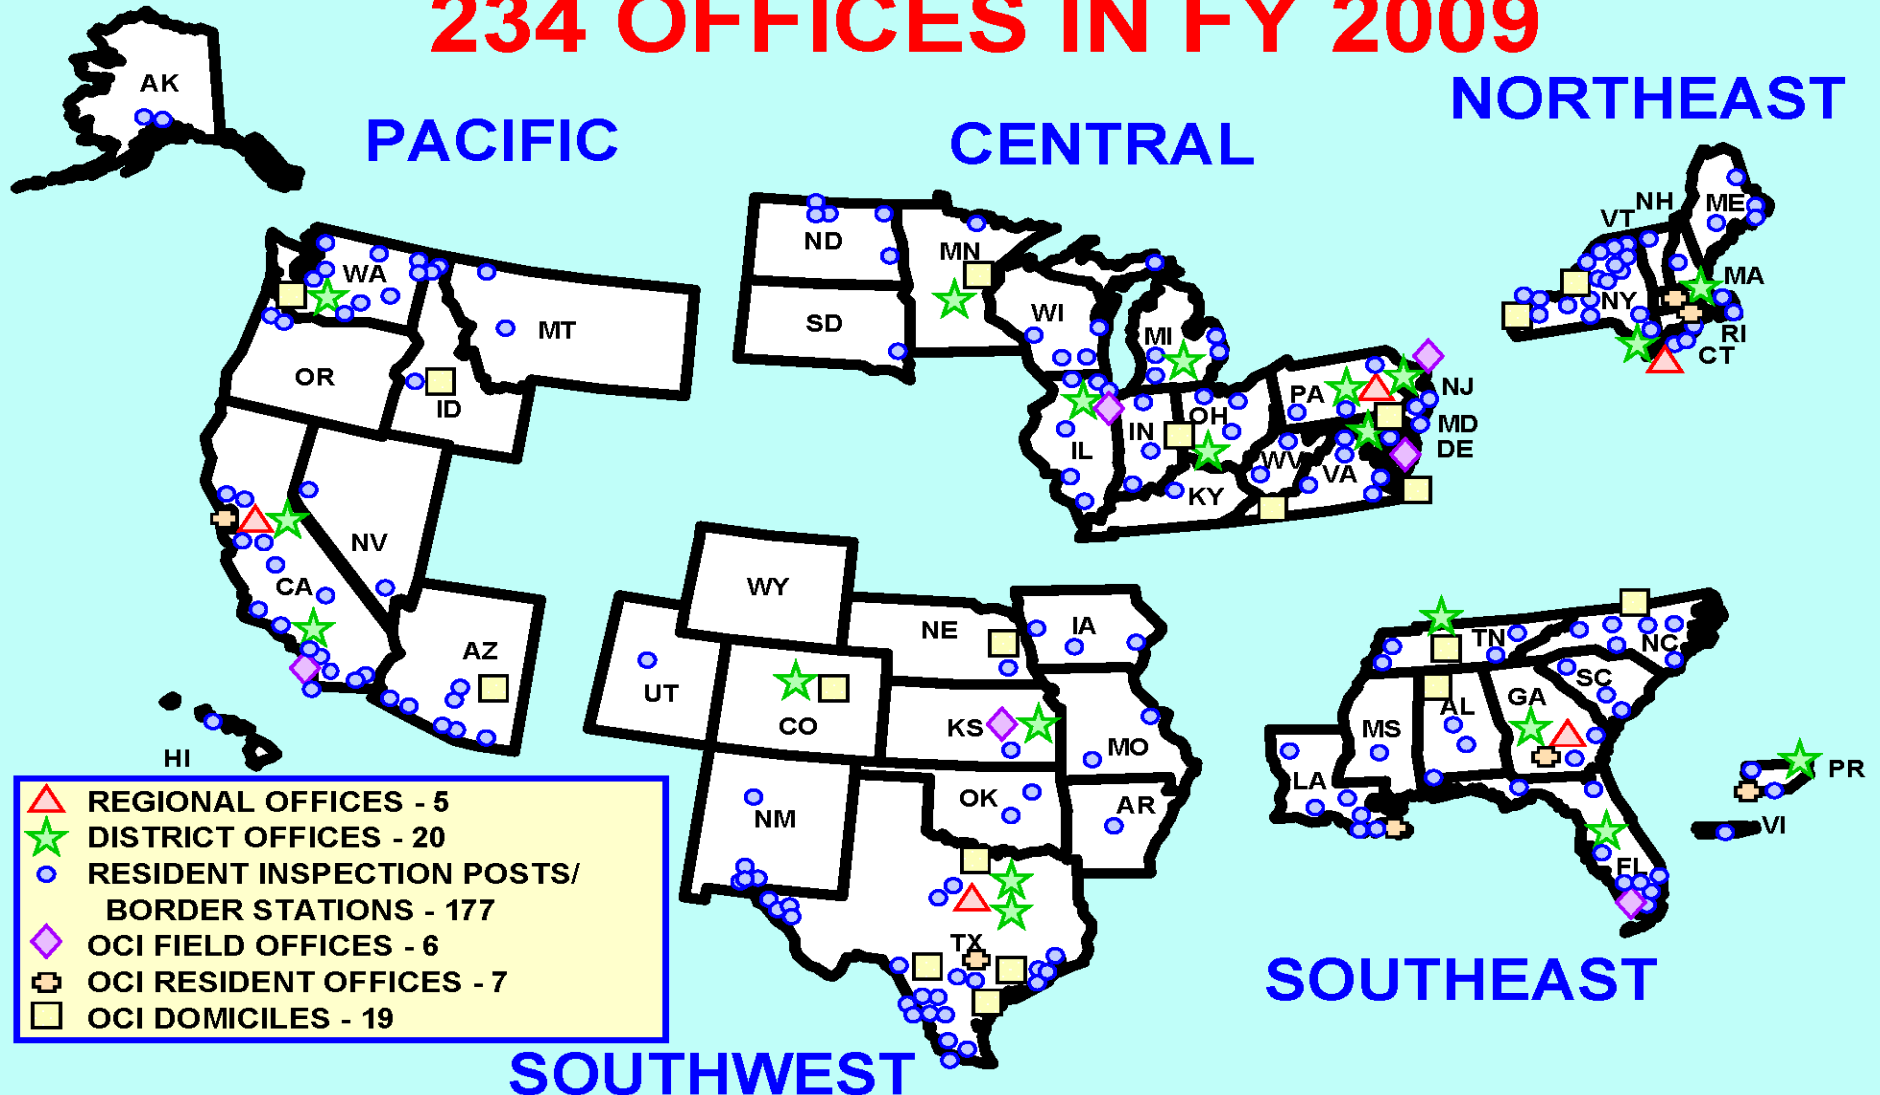 234 OFFICES IN FY 2009
NORTHEAST
PACIFIC
CENTRAL
AK
WA
MT
OR
ID
NV
CA
AZ
HI
ND
MN
SD
WI
MI
IL
IN
OH
PA
NJ
MD
DE
WV
VA
KY
NH
VT
ME
NY
MA
RI
CT
WY
UT
CO
NE
IA
KS
MO
NM
OK
AR
TX
TN
NC
SC
MS
AL
GA
LA
FL
PR
VI
REGIONAL OFFICES - 5
DISTRICT OFFICES - 20
RESIDENT INSPECTION POSTS/
BORDER STATIONS - 177
OCI FIELD OFFICES - 6
OCI RESIDENT OFFICES - 7
OCI DOMICILES - 19
SOUTHEAST
SOUTHWEST